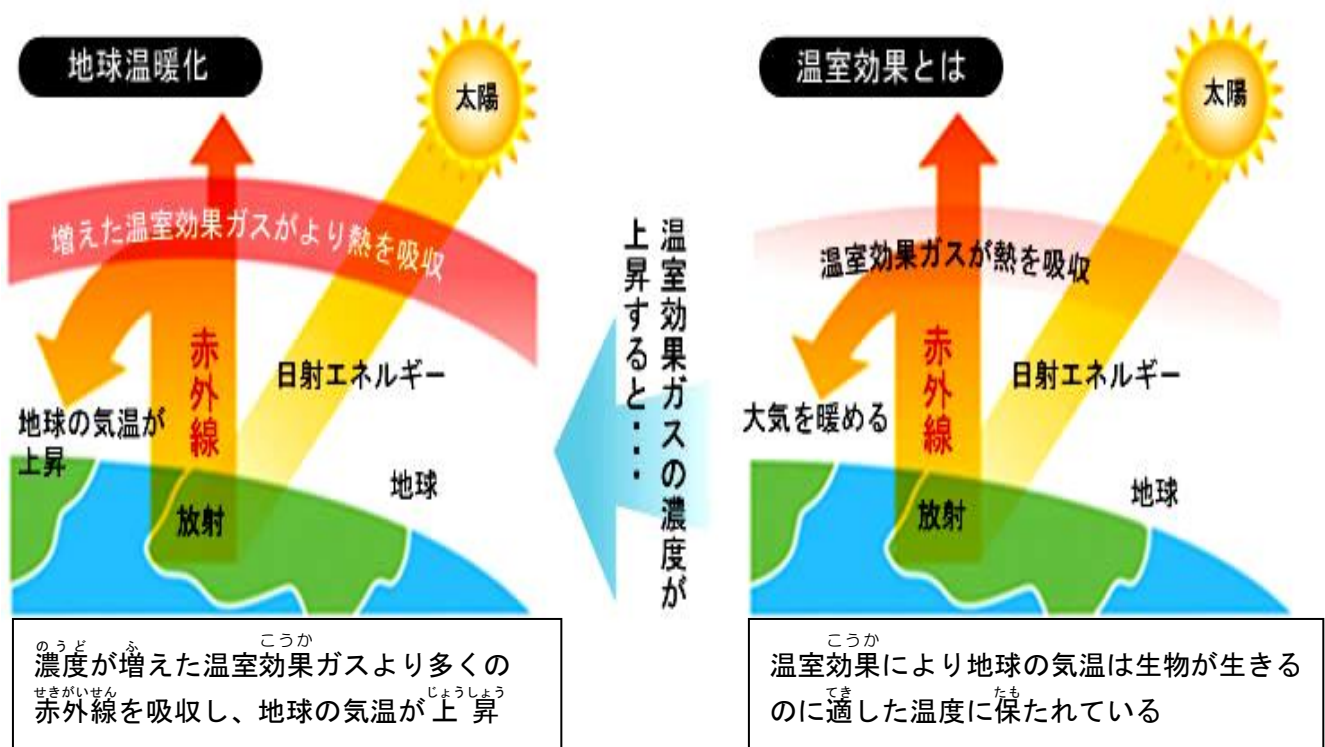 温室効果とは
太陽
温室効果ガスが熱を吸収
赤外線
日射エネルギー
大気を暖める
地球
放射
こうか
温室効果により地球の気温は生物が生きる
てき たも
のに適した温度に保たれている
温室効果ガスの濃度が
上昇すると・・・
地球温暖化
太陽
増えた温室効果ガスがより熱を吸収
赤外線
日射エネルギー
地球の気温が
上昇
地球
放射
のうど ふ こうか
濃度が増えた温室効果ガスより多くの
せきがいせん じょうしょう
赤外線を吸収し、地球の気温が上昇